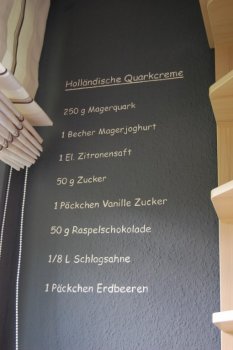 Holländische Quarkcreme
250 g Magerquark
1 Becher Magerjoghurt
1 El. Zitronensaft
50 g Zucker
1 Päckchen Vanille Zucker
50 g Raspelschokolade
1/8 L Schlagsahne
1 Päckchen Erdbeeren